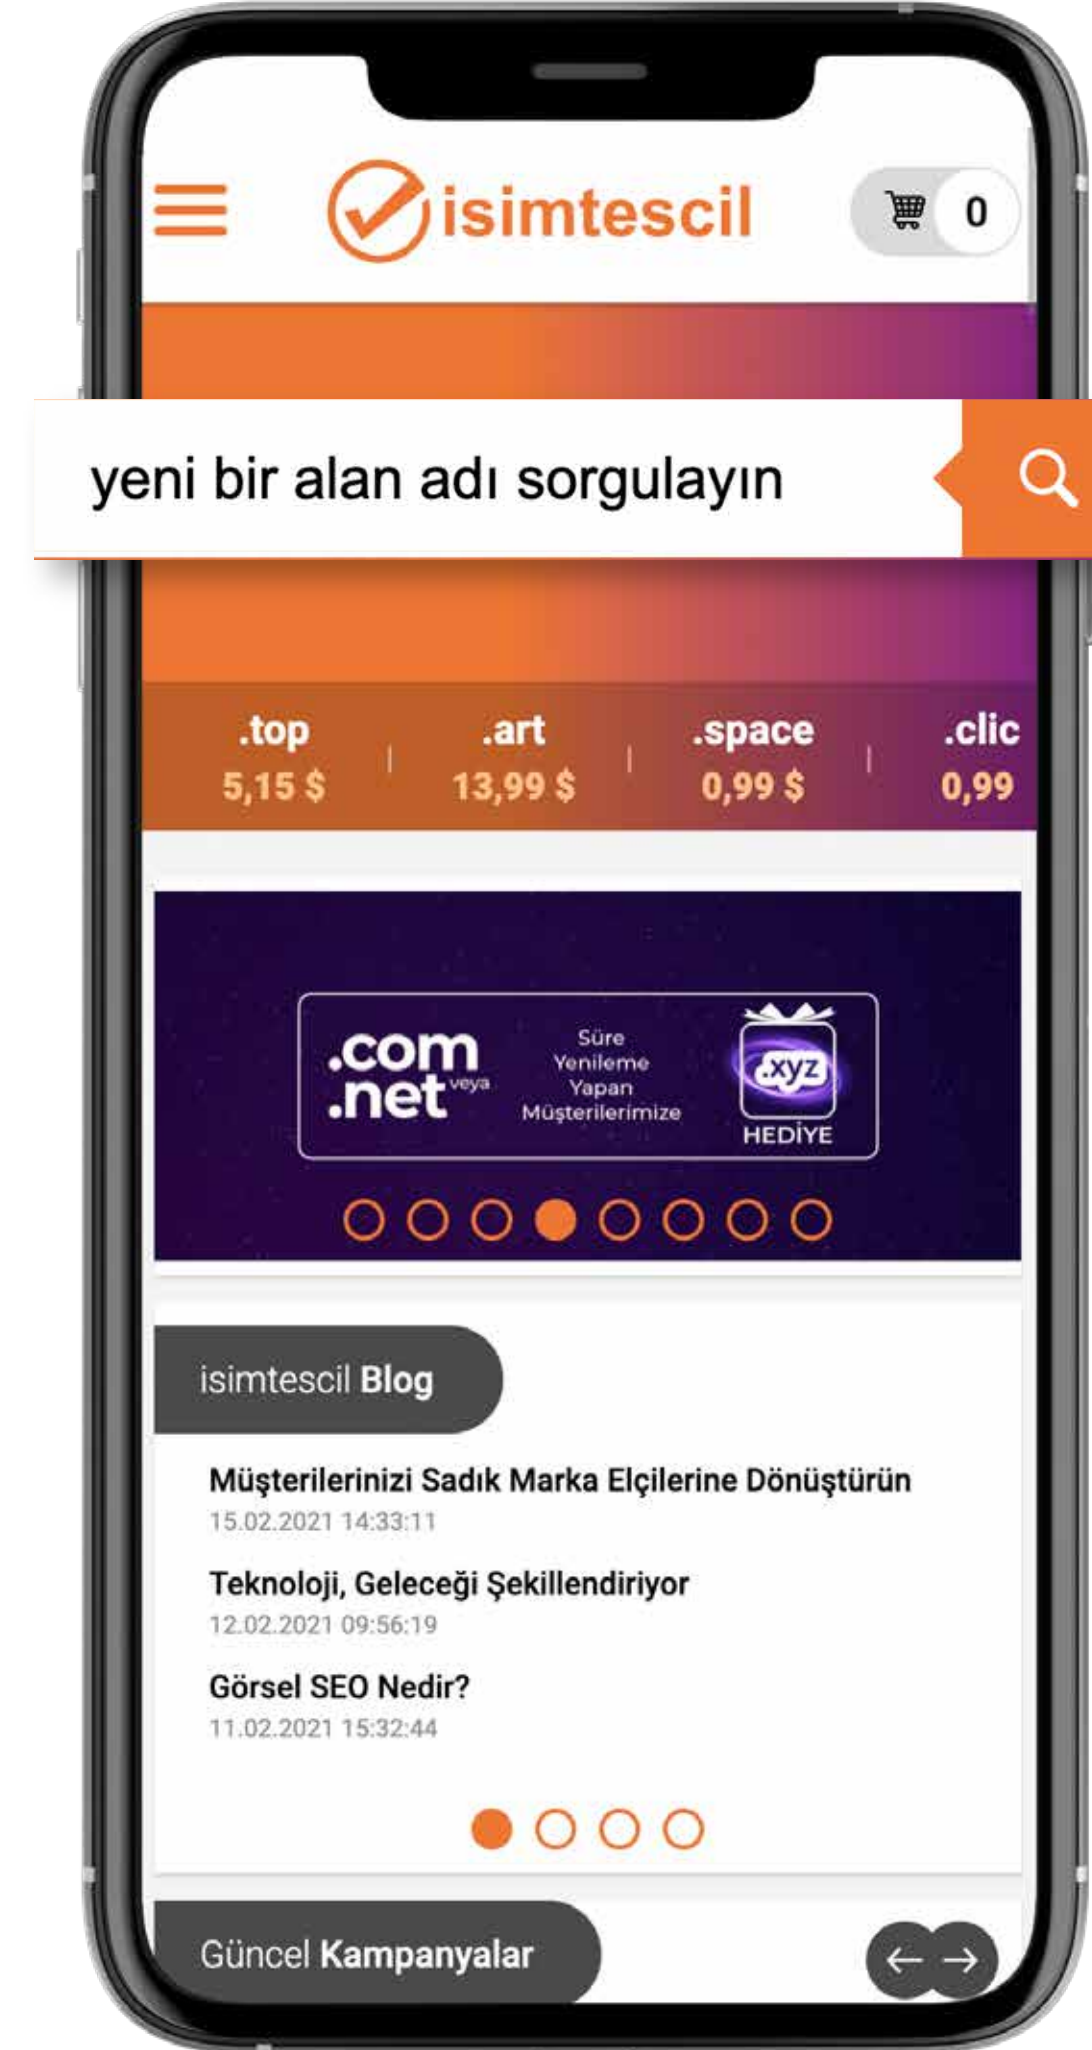 isimtescil
0
yeni bir alan adı sorgulayın
.top .art .space .clic
5,15 $ 13,99 $ 0,99 $ 0,99
.com
veya
.net
Süre
Yenileme
Yapan
Müşterilerimize
.xyz
HEDİYE
isimtescil Blog
Müşterilerinizi Sadık Marka Elçilerine Dönüştürün
15.02.2021 14:33:11
Teknoloji, Geleceği Şekillendiriyor
12.02.2021 09:56:19
Görsel SEO Nedir?
11.02.2021 15:32:44
Güncel Kampanyalar